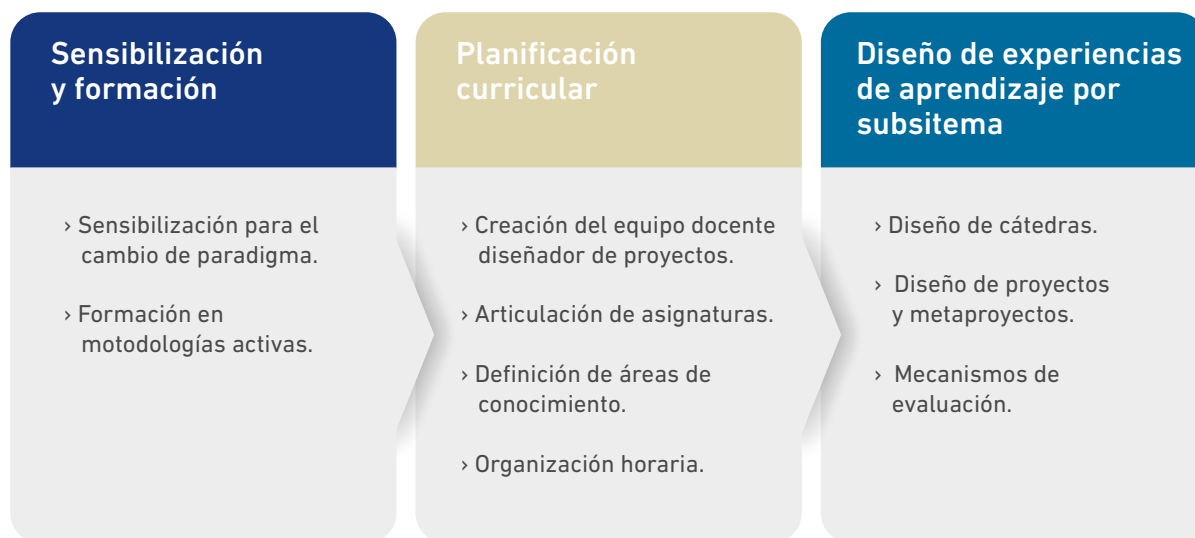 Sensibilización
y formación
› Sensibilización para el
cambio de paradigma.
› Formación en
motodologías activas.
Planificación
curricular
› Creación del equipo docente
diseñador de proyectos.
› Articulación de asignaturas.
› Definición de áreas de
conocimiento.
› Organización horaria.
Diseño de experiencias
de aprendizaje por
subsitema
› Diseño de cátedras.
› Diseño de proyectos
y metaproyectos.
› Mecanismos de
evaluación.